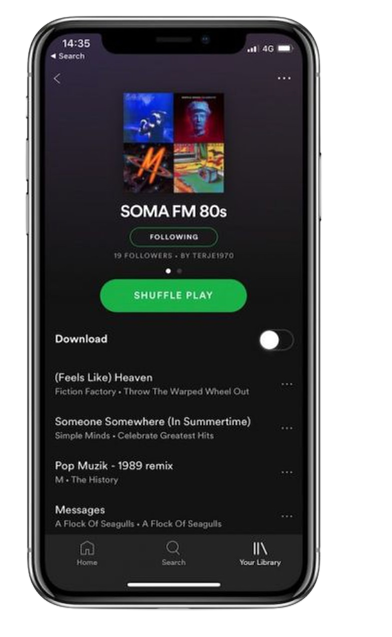 14:35
4G
Search
SOMA FM 80s
FOLLOWING
19 FOLLOWERS • BY TERJE1970
SHUFFLE PLAY
Download
(Feels Like) Heaven
Fiction Factory • Throw The Warped Wheel Out
Someone Somewhere (In Summertime)
Simple Minds • Celebrate Greatest Hits
Pop Muzik - 1989 remix
M • The History
Messages
A Flock Of Seagulls • A Flock Of Seagulls
Home
Search
Your Library